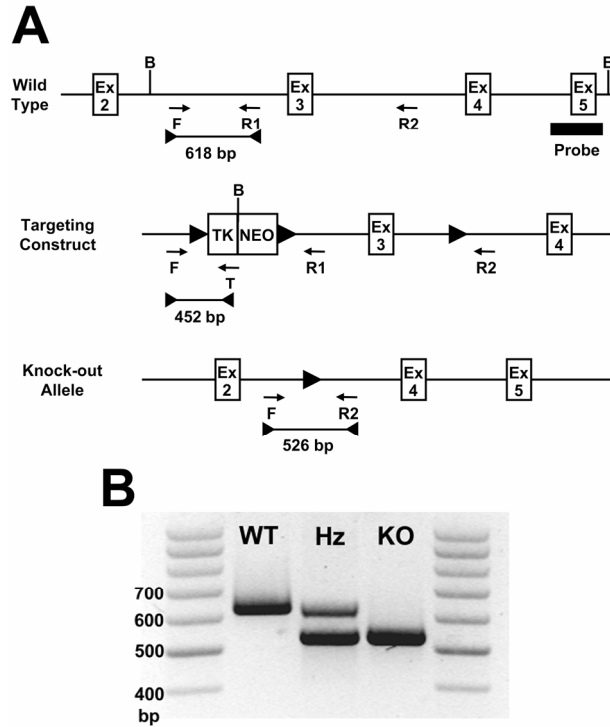 A
Wild
Type
B
B
Ex
2
Ex
3
Ex
4
Ex
5
F
R1
R2
618 bp
Probe
Targeting
Construct
B
TK
NEO
Ex
3
Ex
4
F
T
R1
R2
452 bp
Knock-out
Allele
Ex
2
Ex
4
Ex
5
F
R2
526 bp
B
WT Hz KO
700
600
500
400
bp